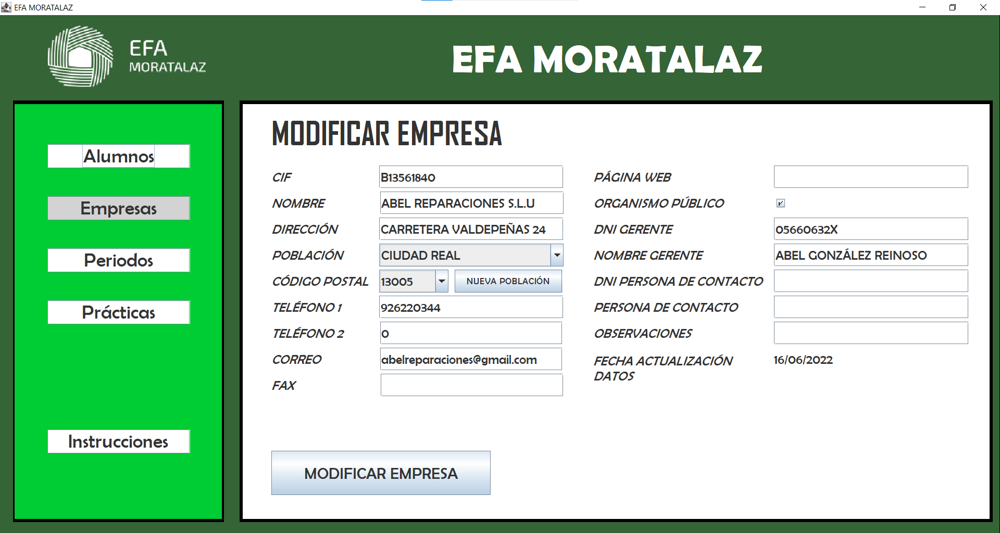 EFA MORATALAZ
EFA
MORATALAZ
EFA MORATALAZ
Alumnos
Empresas
Periodos
Prácticas
Instrucciones
MODIFICAR EMPRESA
CIF B13561840
NOMBRE ABEL REPARACIONES S.L.U
DIRECCIÓN CARRETERA VALDEPEÑAS 24
POBLACIÓN CIUDAD REAL
CÓDIGO POSTAL 13005 NUEVA POBLACIÓN
TELÉFONO 1 926220344
TELÉFONO 2 0
CORREO abelreparaciones@gmail.com
FAX
PÁGINA WEB
ORGANISMO PÚBLICO
DNI GERENTE 05660632X
NOMBRE GERENTE ABEL GONZÁLEZ REINOSO
DNI PERSONA DE CONTACTO
PERSONA DE CONTACTO
OBSERVACIONES
FECHA ACTUALIZACIÓN 16/06/2022
DATOS
MODIFICAR EMPRESA